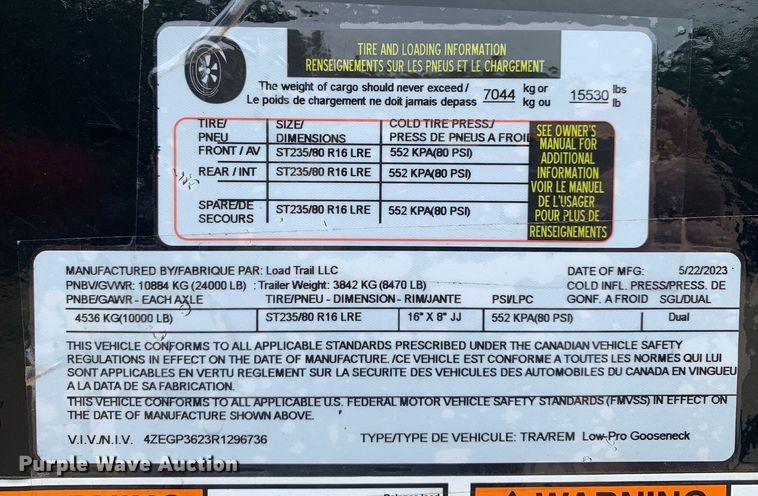 TIRE AND LOADING INFORMATION
RENSEIGNEMENTS SUR LES PNEUS ET LE CHARGEMENT
The weight of cargo should never exceed / 7044 kg or 15530 lbs
Le poids de chargement ne doit jamais depass kg ou lb
TIRE/ SIZE/ COLD TIRE PRESS./
PNEU DIMENSIONS PRESS DE PNEUS A FROID
FRONT / AV ST235/80 R16 LRE 552 KPA(80 PSI)
REAR / INT ST235/80 R16 LRE 552 KPA(80 PSI)
SPARE/DE
SECOURS ST235/80 R16 LRE 552 KPA(80 PSI)
SEE OWNER'S
MANUAL FOR
ADDITIONAL
INFORMATION
VOIR LE MANUEL
DE L'USAGER
POUR PLUS DE
RENSEIGNEMENTS
MANUFACTURED BY/FABRIQUE PAR: Load Trail LLC DATE OF MFG: 5/22/2023
PNBV/GVWR: 10884 KG (24000 LB) : Trailer Weight: 3842 KG (8470 LB) COLD INFL. PRESS/PRESS. DE
PNBE/GAWR - EACH AXLE TIRE/PNEU - DIMENSION - RIM/JANTE PSI/LPC GONF. A FROID SGL/DUAL
4536 KG(10000 LB) ST235/80 R16 LRE 16" X 8" JJ 552 KPA(80 PSI) Dual
THIS VEHICLE CONFORMS TO ALL APPLICABLE STANDARDS PRESCRIBED UNDER THE CANADIAN VEHICLE SAFETY
REGULATIONS IN EFFECT ON THE DATE OF MANUFACTURE. /CE VEHICLE EST CONFORME A TOUTES LES NORMES QUI LUI
SONT APPLICABLES EN VERTU REGLEMENT SUR LA SECURITE DES VEHICULES DES AUTOMOBILES DU CANADA EN VINGUEU
A LA DATA DE SA FABRICATION.
THIS VEHICLE CONFORMS TO ALL APPLICABLE U.S. FEDERAL MOTOR VEHICLE SAFETY STANDARDS (FMVSS) IN EFFECT ON
THE DATE OF MANUFACTURE SHOWN ABOVE.
V.I.V./N.I.V. 4ZEGP3623R1296736 TYPE/TYPE DE VEHICULE: TRA/REM Low-Pro Gooseneck
Purple Wave Auction
WARNING WARNING